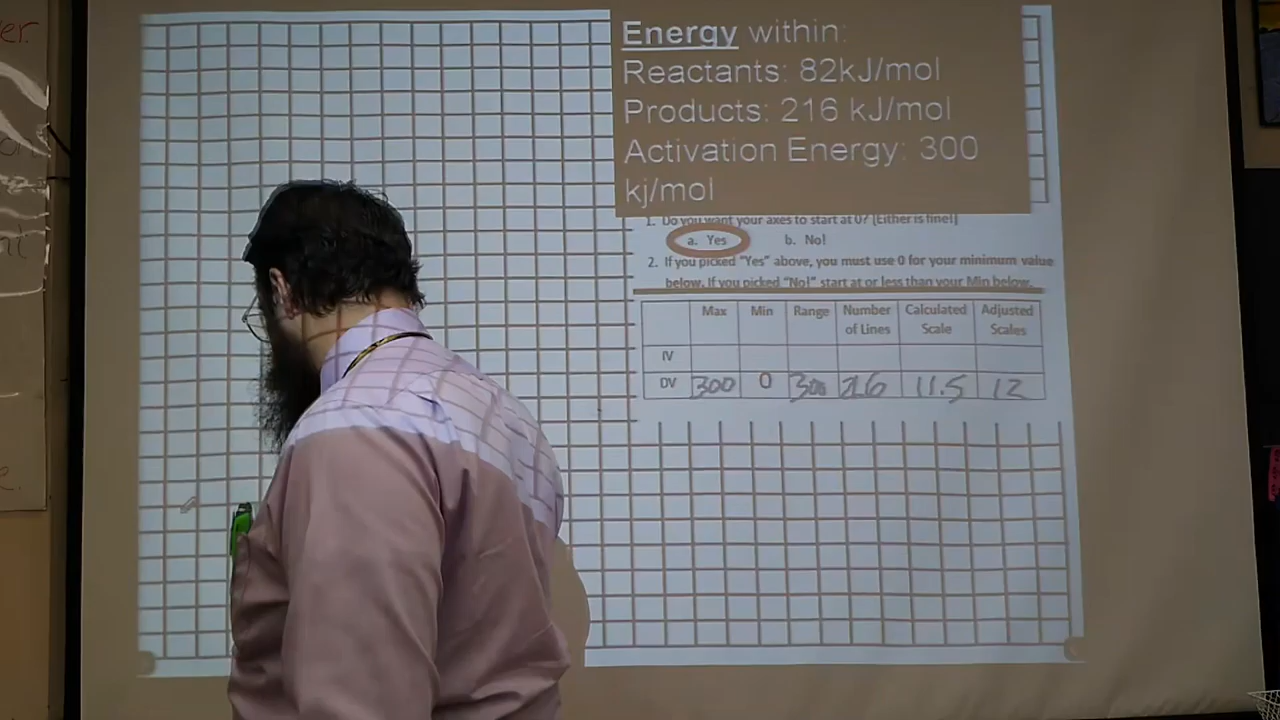 er.
Energy within:
Reactants: 82kJ/mol
Products: 216 kJ/mol
Activation Energy: 300
kj/mol
1. Do you want your axes to start at 0? [Either is fine!]
a. Yes b. No!
2. If you picked "Yes" above, you must use 0 for your minimum value
below. If you picked "No!" start at or less than your Min below.
Max Min Range Number of Lines Calculated Scale Adjusted Scales
IV
DV 300 0 300 26 11.5 12
e.